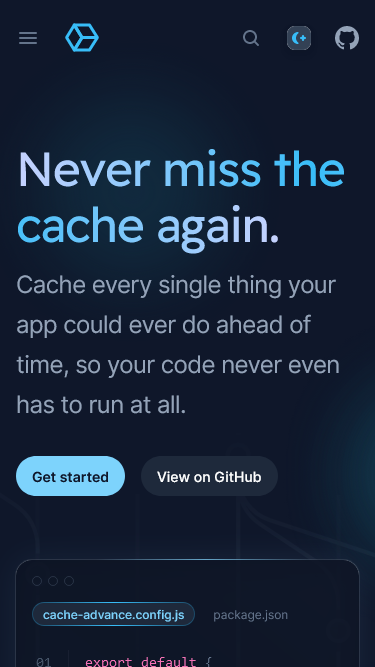 Never miss the
cache again.
Cache every single thing your
app could ever do ahead of
time, so your code never even
has to run at all.
Get started View on GitHub
cache-advance.config.js package.json
01 export default {